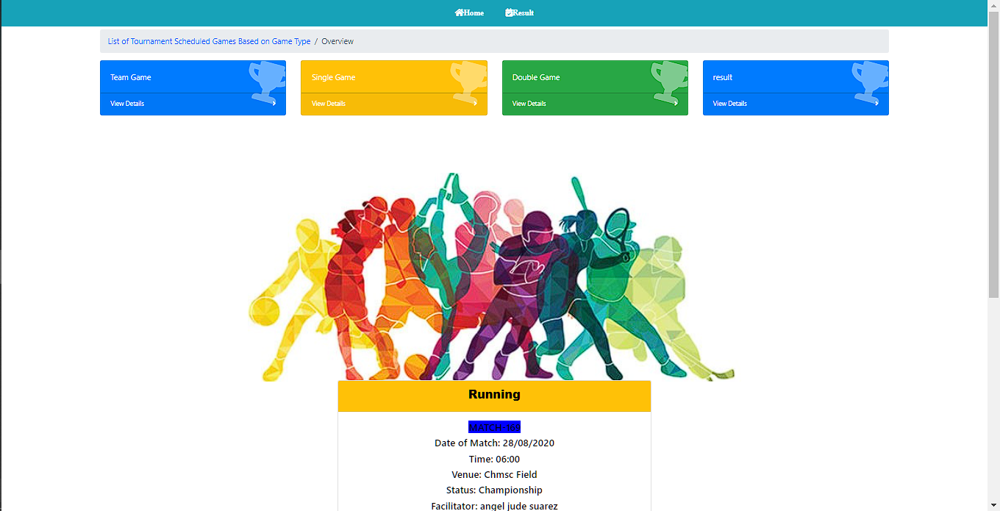 Home Result
List of Tournament Scheduled Games Based on Game Type / Overview
Team Game
View Details
Single Game
View Details
Double Game
View Details
result
View Details
Running
MATCH-169
Date of Match: 28/08/2020
Time: 06:00
Venue: Chmsc Field
Status: Championship
Facilitator: angel jude suarez